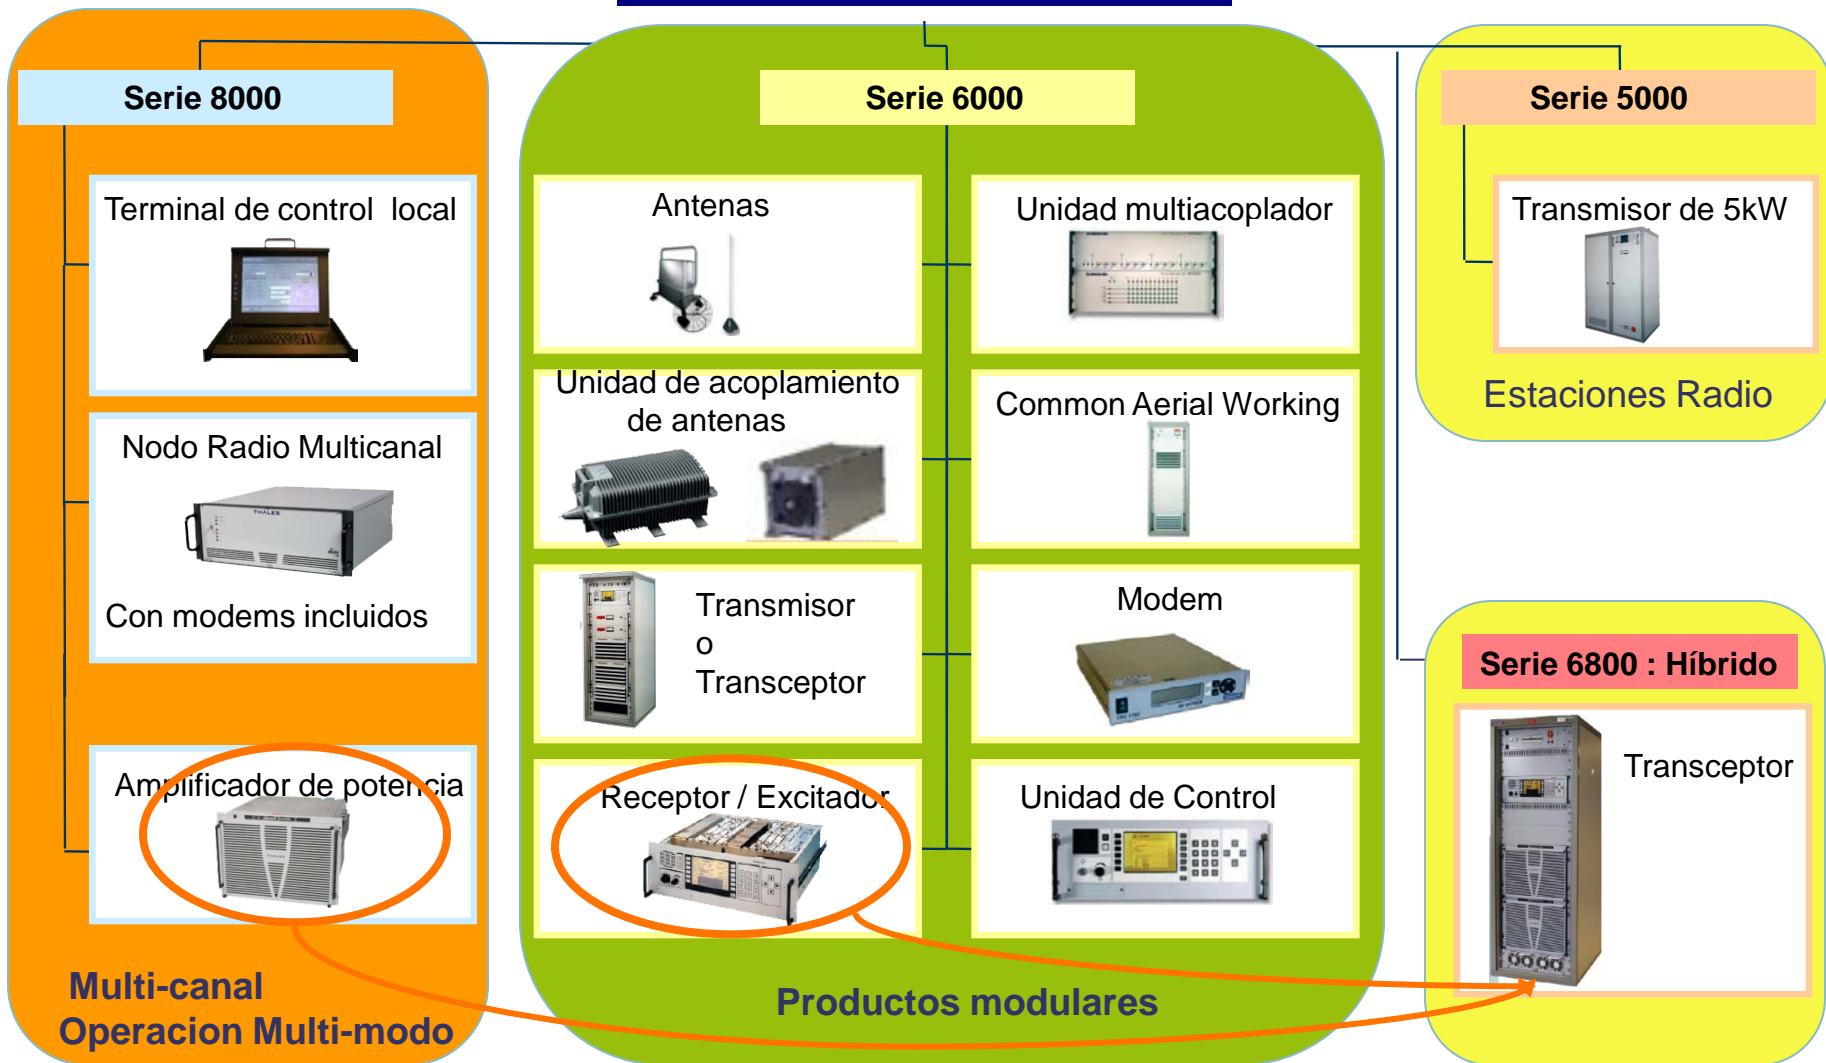 Serie 8000
Terminal de control local
Nodo Radio Multicanal
THALES
Con modems incluidos
Amplificador de potencia
Multi-canal
Operacion Multi-modo
Serie 6000
Antenas
Unidad multiacoplador
Unidad de acoplamiento
de antenas
Common Aerial Working
Transmisor
o
Transceptor
Modem
Receptor / Excitador
Unidad de Control
Productos modulares
Serie 5000
Transmisor de 5kW
Estaciones Radio
Serie 6800 : Híbrido
Transceptor